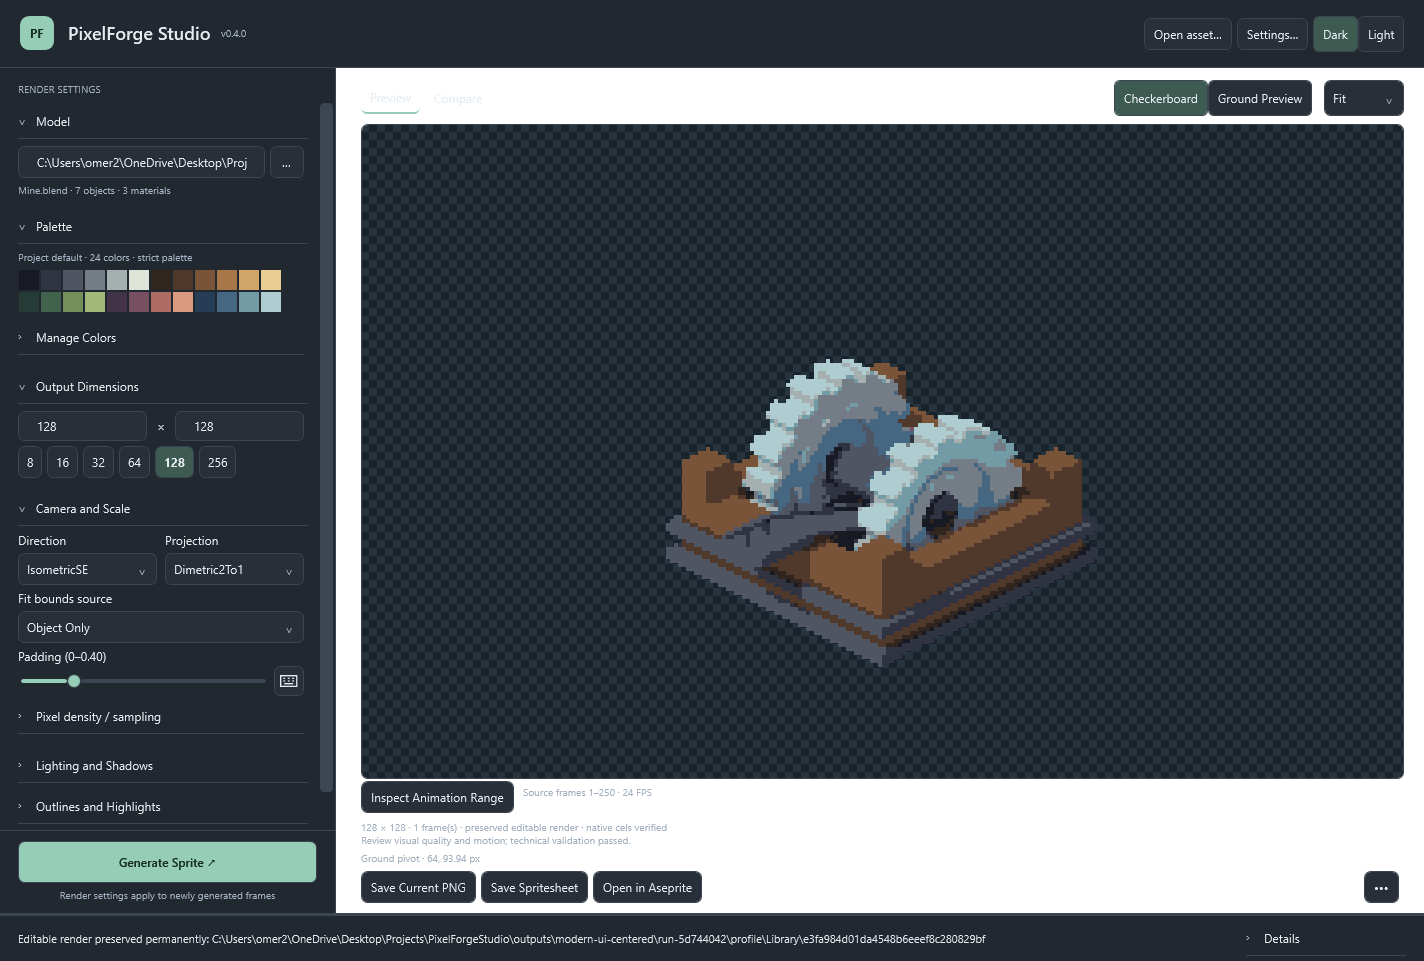 PF
PixelForge Studio v0.4.0
Open asset... Settings... Dark Light
RENDER SETTINGS
Model
C:\Users\omer2\OneDrive\Desktop\Proj ...
Mine.blend · 7 objects · 3 materials
Palette
Project default · 24 colors · strict palette
Manage Colors
Output Dimensions
128 × 128
8 16 32 64 128 256
Camera and Scale
Direction Projection
IsometricSE Dimetric2To1
Fit bounds source
Object Only
Padding (0–0.40)
Pixel density / sampling
Lighting and Shadows
Outlines and Highlights
Generate Sprite ↗
Render settings apply to newly generated frames
Preview Compare
Checkerboard Ground Preview Fit
Inspect Animation Range Source frames 1–250 · 24 FPS
128 × 128 · 1 frame(s) · preserved editable render · native cels verified
Review visual quality and motion; technical validation passed.
Ground pivot · 64, 93.94 px
Save Current PNG Save Spritesheet Open in Aseprite •••
Editable render preserved permanently: C:\Users\omer2\OneDrive\Desktop\Projects\PixelForgeStudio\outputs\modern-ui-centered\run-5d744042\profile\Library\e3fa984d01da4548b6eeef8c280829bf
Details